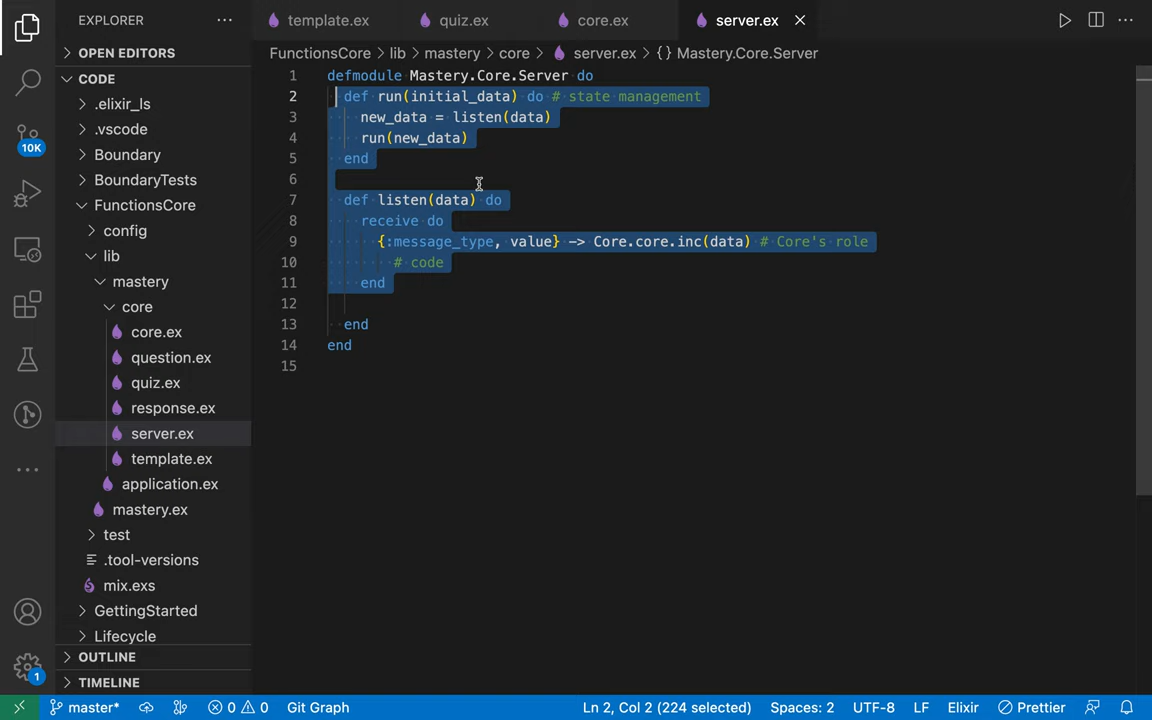 EXPLORER
template.ex
quiz.ex
core.ex
server.ex
OPEN EDITORS
FunctionsCore > lib > mastery > core > server.ex > {} Mastery.Core.Server
CODE
.elixir_ls
.vscode
Boundary
BoundaryTests
FunctionsCore
config
lib
mastery
core
core.ex
question.ex
quiz.ex
response.ex
server.ex
template.ex
application.ex
mastery.ex
test
.tool-versions
mix.exs
GettingStarted
Lifecycle
OUTLINE
TIMELINE
10K
1
1 defmodule Mastery.Core.Server do
2 def run(initial_data) do # state management
3 new_data = listen(data)
4 run(new_data)
5 end
6
7 def listen(data) do
8 receive do
9 {:message_type, value} -> Core.core.inc(data) # Core's role
10 # code
11 end
12
13 end
14 end
15
master* 0 0 Git Graph Ln 2, Col 2 (224 selected) Spaces: 2 UTF-8 LF Elixir Prettier